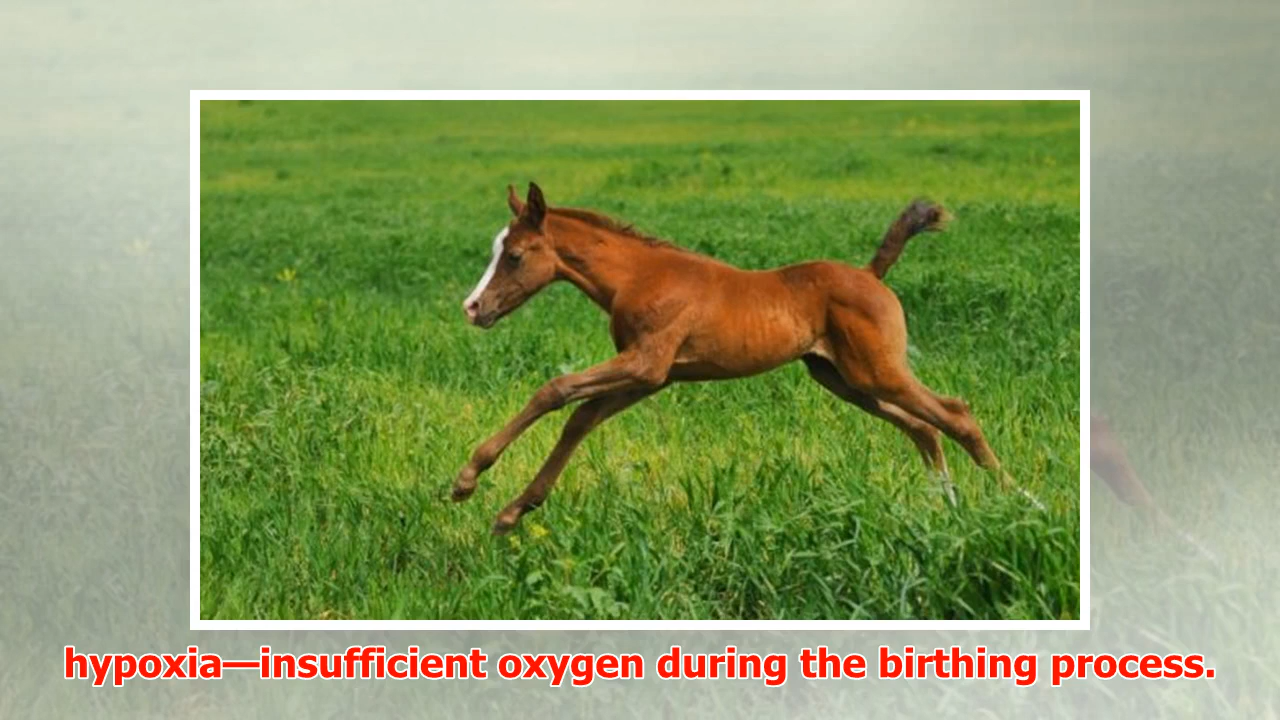 hypoxia—insufficient oxygen during the birthing process.